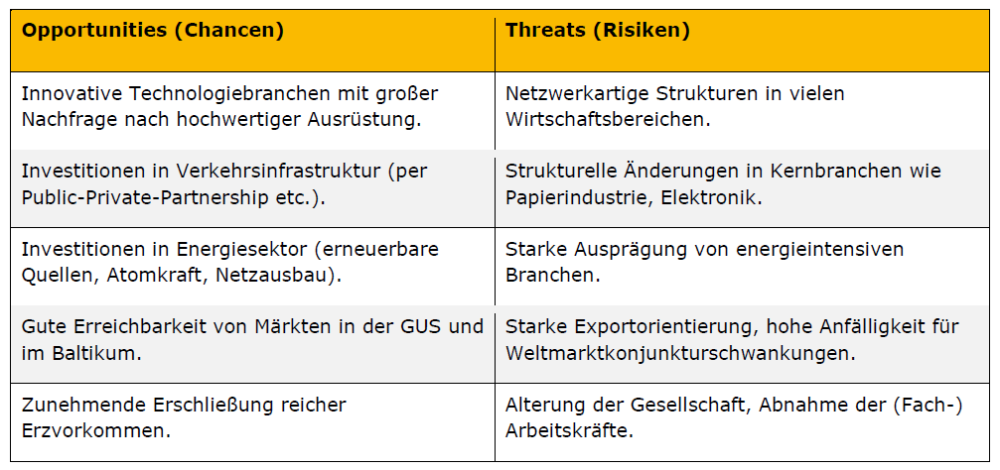 Opportunities (Chancen)
Threats (Risiken)
Innovative Technologiebranchen mit großer
Nachfrage nach hochwertiger Ausrüstung.
Netzwerkartige Strukturen in vielen
Wirtschaftsbereichen.
Investitionen in Verkehrsinfrastruktur (per
Public-Private-Partnership etc.).
Strukturelle Änderungen in Kernbranchen wie
Papierindustrie, Elektronik.
Investitionen in Energiesektor (erneuerbare
Quellen, Atomkraft, Netzausbau).
Starke Ausprägung von energieintensiven
Branchen.
Gute Erreichbarkeit von Märkten in der GUS und
im Baltikum.
Starke Exportorientierung, hohe Anfälligkeit für
Weltmarktkonjunkturschwankungen.
Zunehmende Erschließung reicher
Erzvorkommen.
Alterung der Gesellschaft, Abnahme der (Fach-)
Arbeitskräfte.